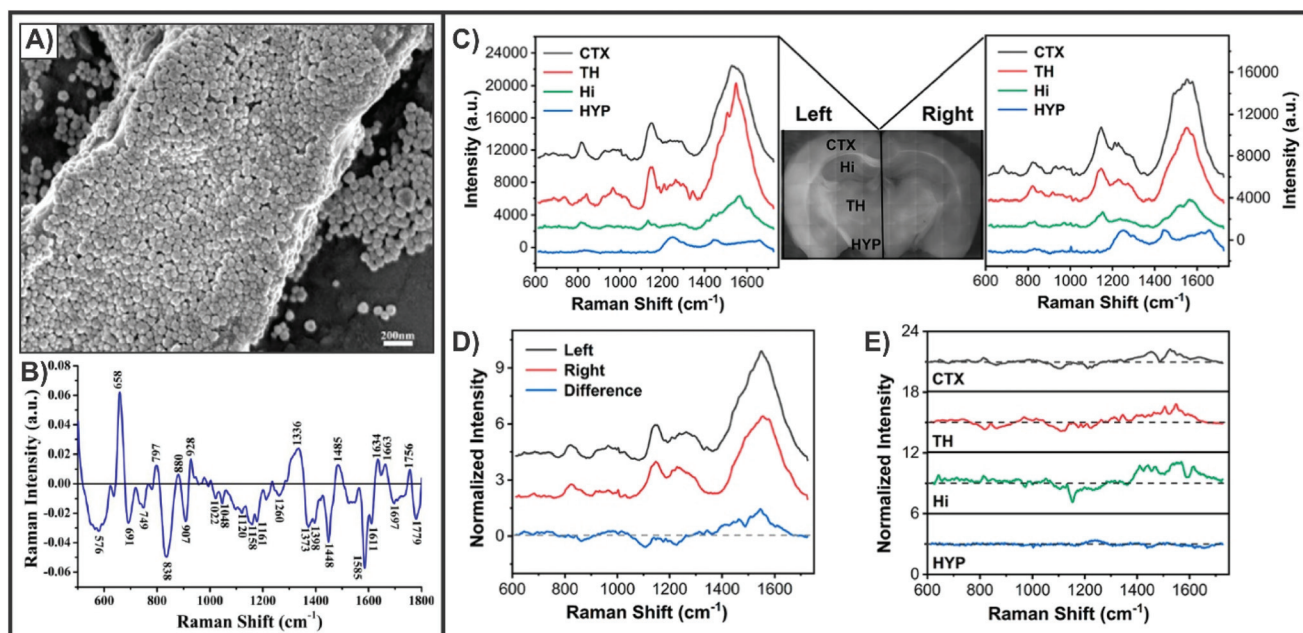 A)
200nm
B)
Raman Intensity (a.u.)
0.08
0.06
0.04
0.02
0.00
-0.02
-0.04
-0.06
658
797
880
928
1336
1485
1634
1663
1756
576
691
749
838
907
1022
1048
1120
1158
1161
1260
1373
1398
1448
1585
1611
1697
1779
600 800 1000 1200 1400 1600 1800
Raman Shift (cm⁻¹)
C)
Intensity (a.u.)
24000
20000
16000
12000
8000
4000
0
CTX
TH
Hi
HYP
600 800 1000 1200 1400 1600
Raman Shift (cm⁻¹)
Left Right
CTX
Hi
TH
HYP
CTX
TH
Hi
HYP
16000
12000
8000
4000
0
Intensity (a.u.)
600 800 1000 1200 1400 1600
Raman Shift (cm⁻¹)
D)
Normalized Intensity
9
6
3
0
Left
Right
Difference
600 800 1000 1200 1400 1600
Raman Shift (cm⁻¹)
E)
Normalized Intensity
24
18
12
6
0
CTX
TH
Hi
HYP
600 800 1000 1200 1400 1600
Raman Shift (cm⁻¹)